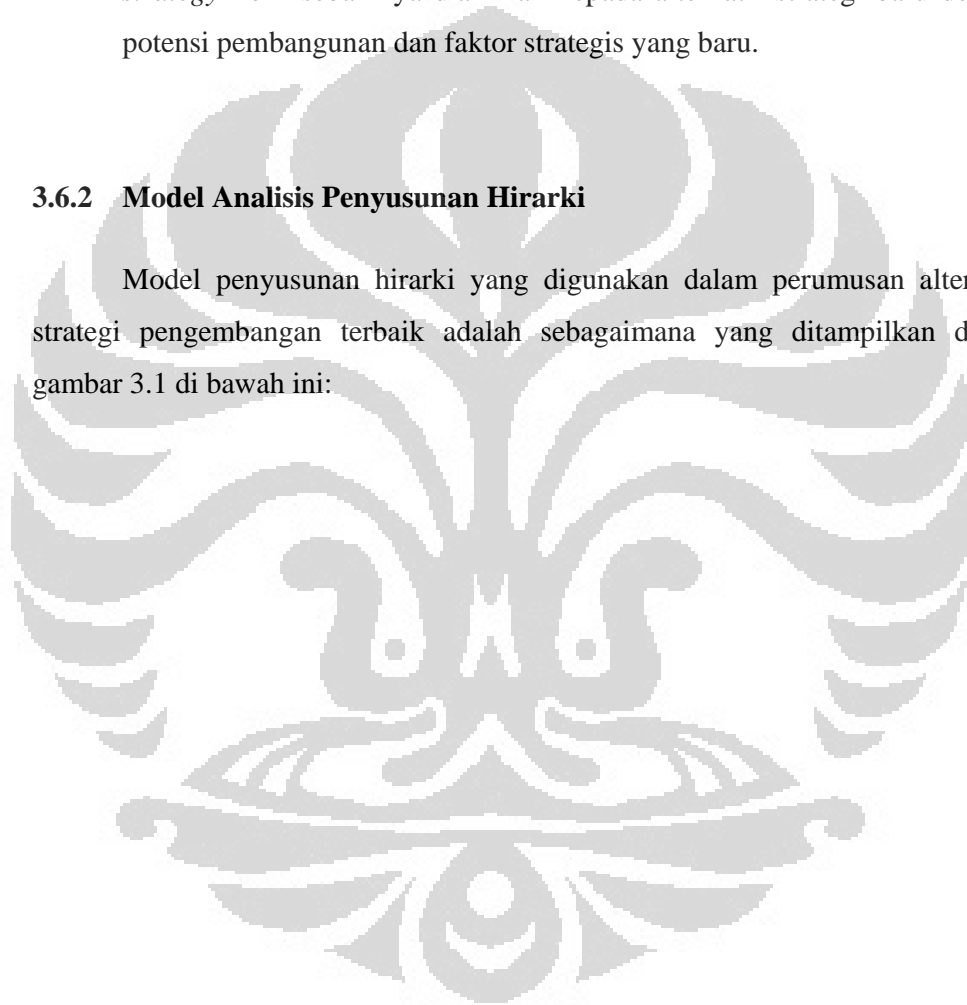 potensi pembangunan dan faktor strategis yang baru.
3.6.2 Model Analisis Penyusunan Hirarki
Model penyusunan hirarki yang digunakan dalam perumusan alter
strategi pengembangan terbaik adalah sebagaimana yang ditampilkan d
gambar 3.1 di bawah ini: